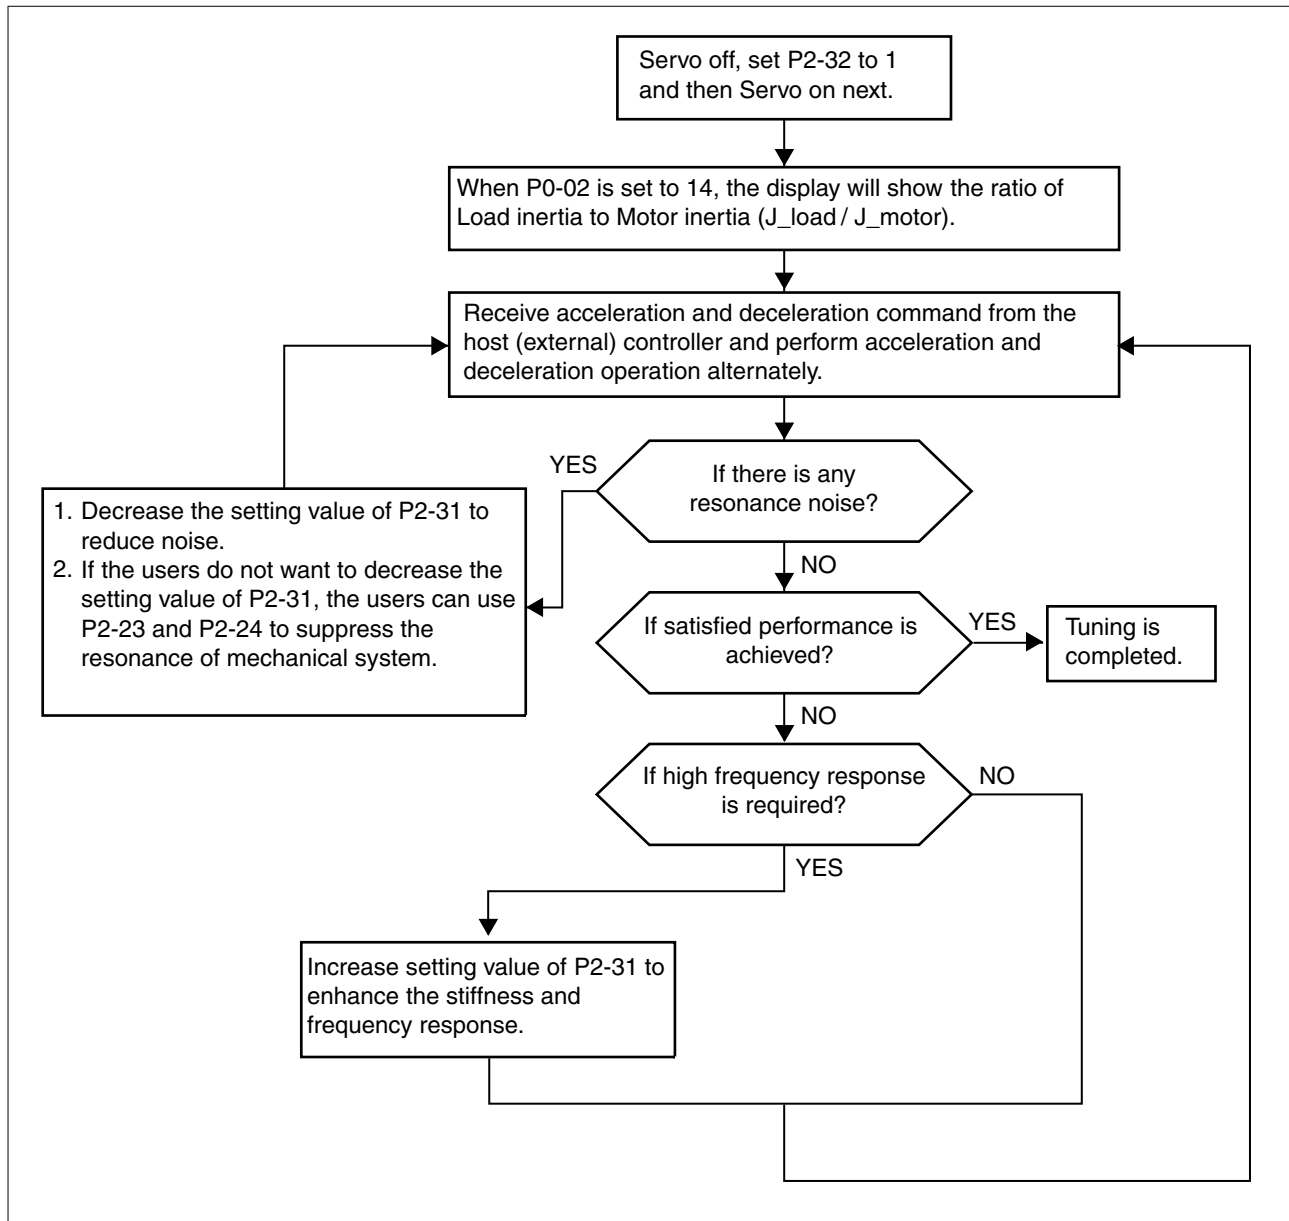 Servo off, set P2-32 to 1
and then Servo on next.
When P0-02 is set to 14, the display will show the ratio of
Load inertia to Motor inertia (J_load / J_motor).
Receive acceleration and deceleration command from the
host (external) controller and perform acceleration and
deceleration operation alternately.
YES
If there is any
resonance noise?
1. Decrease the setting value of P2-31 to
reduce noise.
2. If the users do not want to decrease the
setting value of P2-31, the users can use
P2-23 and P2-24 to suppress the
resonance of mechanical system.
NO
If satisfied performance is
achieved?
YES
Tuning is
completed.
NO
If high frequency response
is required?
NO
YES
Increase setting value of P2-31 to
enhance the stiffness and
frequency response.